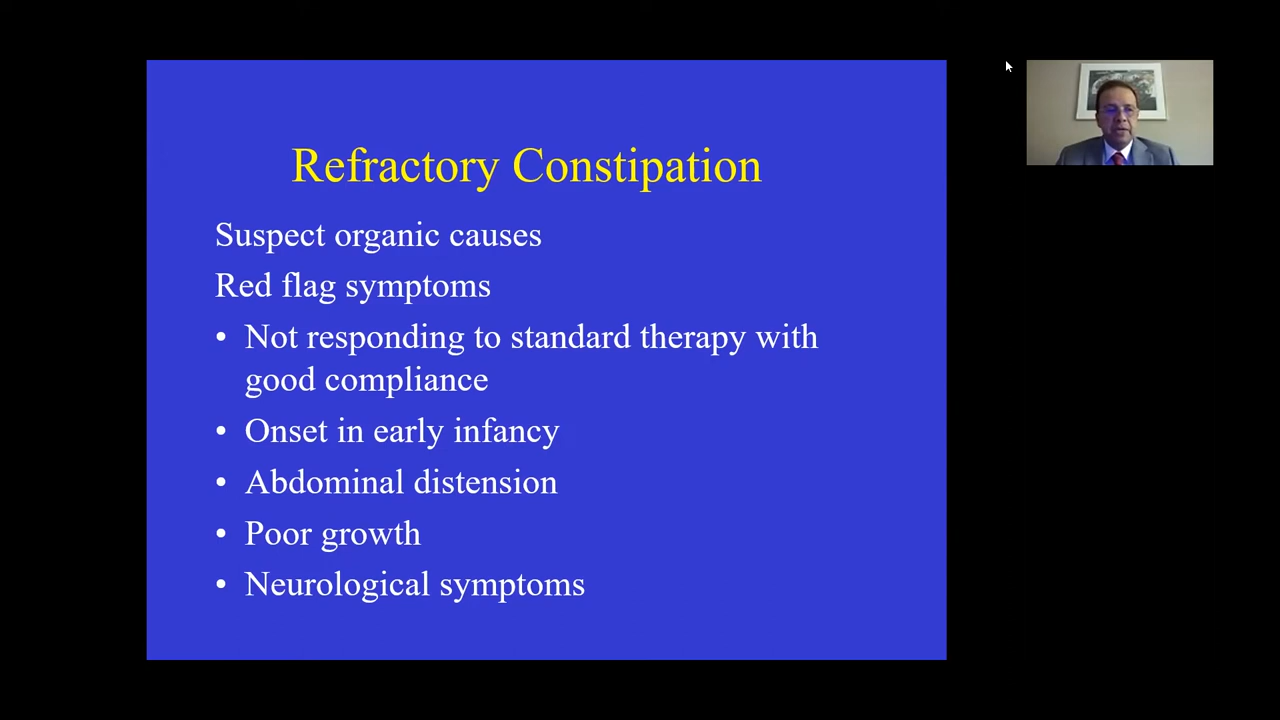 Refractory Constipation
Suspect organic causes
Red flag symptoms
• Not responding to standard therapy with
good compliance
• Onset in early infancy
• Abdominal distension
• Poor growth
• Neurological symptoms